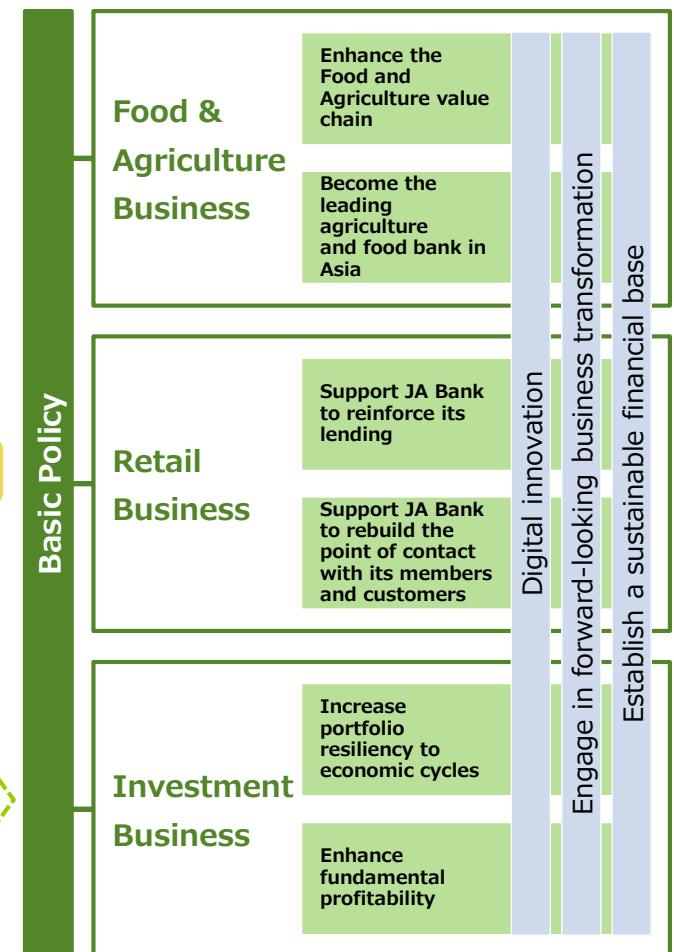 Basic Policy
Food &
Agriculture
Business
Enhance the
Food and
Agriculture value
chain
Become the
leading
agriculture
and food bank in
Asia
Retail
Business
Support JA Bank
to reinforce its
lending
Support JA Bank
to rebuild the
point of contact
with its members
and customers
Investment
Business
Increase
portfolio
resiliency to
economic cycles
Enhance
fundamental
profitability
Digital innovation
Engage in forward-looking business transformation
Establish a sustainable financial base